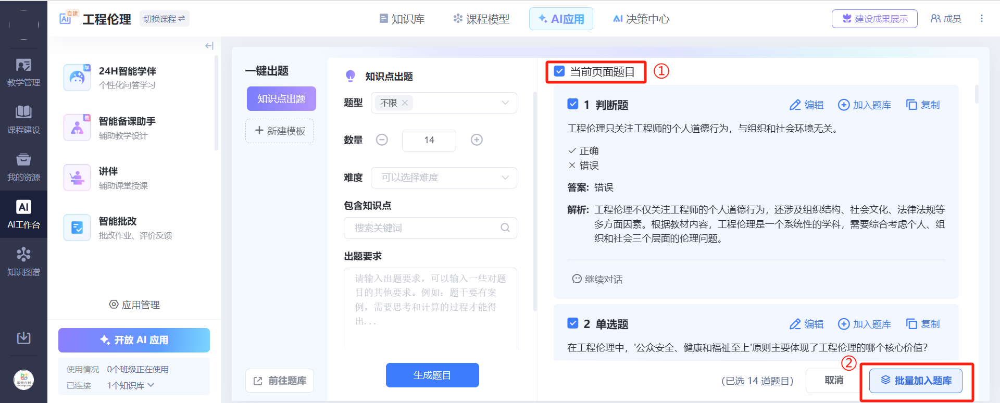 教学管理
课程建设
我的资源
AI
AI工作台
知识图谱
学堂在线
AI
自建
工程伦理
切换课程
知识库
课程模型
AI应用
AI 决策中心
建设成果展示
成员
学
24H智能学伴
个性化问答学习
教
智能备课助手
辅助教学设计
讲伴
辅助课堂授课
智能批改
批改作业、评价反馈
应用管理
开放 AI 应用
使用情况 0个班级正在使用
已连接 1个知识库
一键出题
知识点出题
+ 新建模板
前往题库
知识点出题
题型 不限 ×
数量 14
难度 可以选择难度
包含知识点
搜索关键词
出题要求
请输入出题要求，可以输入一些对题
目的其他要求。例如：题干要有案
例，需要思考和计算的过程才能得
出...
生成题目
当前页面题目 ①
1 判断题
编辑 加入题库 复制
工程伦理只关注工程师的个人道德行为，与组织和社会环境无关。
✓ 正确
× 错误
答案: 错误
解析: 工程伦理不仅关注工程师的个人道德行为，还涉及组织结构、社会文化、法律法规等
多方面因素。根据教材内容，工程伦理是一个系统性的学科，需要综合考虑个人、组
织和社会三个层面的伦理问题。
继续对话
2 单选题
编辑 加入题库 复制
在工程伦理中，'公众安全、健康和福祉至上'原则主要体现了工程伦理的哪个核心价值？
②
(已选 14 道题目) 取消 批量加入题库